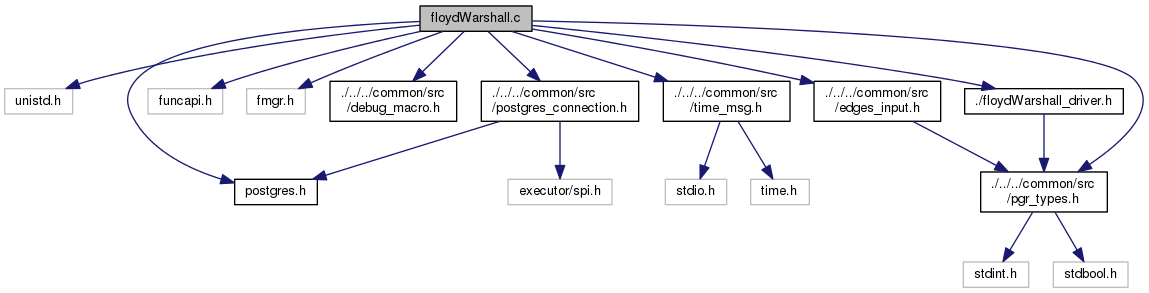 floydWarshall.c
unistd.h
funcapi.h
fmgr.h
./../../common/src
/debug_macro.h
./../../common/src
/postgres_connection.h
./../../common/src
/time_msg.h
./../../common/src
/edges_input.h
./floydWarshall_driver.h
postgres.h
executor/spi.h
stdio.h
time.h
./../../common/src
/pgr_types.h
stdint.h
stdbool.h